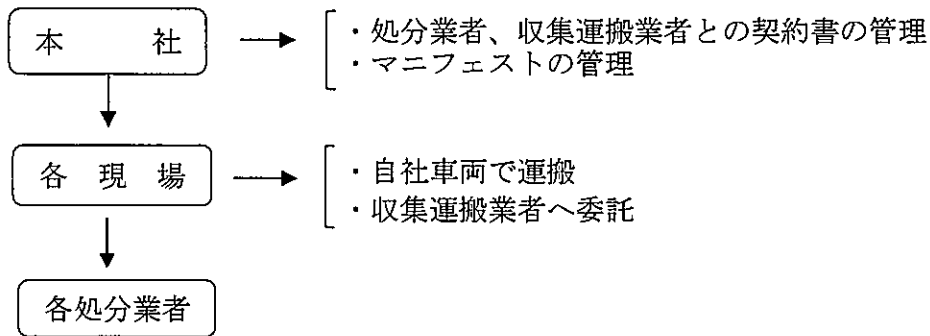 本　　社
・処分業者、収集運搬業者との契約書の管理
・マニフェストの管理
各　現　場
・自社車両で運搬
・収集運搬業者へ委託
各処分業者